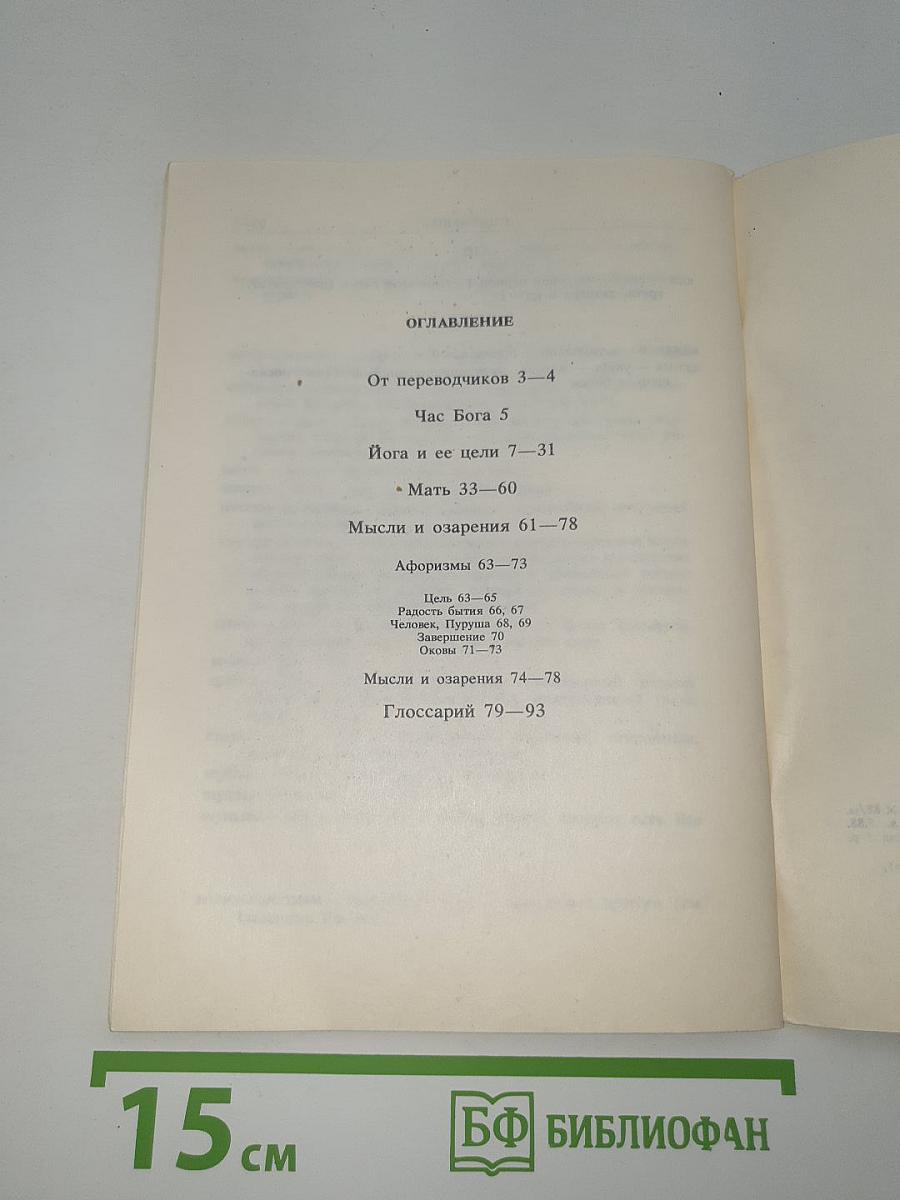 ОГЛАВЛЕНИЕ
От переводчиков 3—4
Час Бога 5
Йога и ее цели 7—31
Мать 33—60
Мысли и озарения 61—78
Афоризмы 63—73
Цель 63—65
Радость бытия 66, 67
Человек, Пуруша 68, 69
Завершение 70
Оковы 71—73
Мысли и озарения 74—78
Глоссарий 79—93
15 см
БФ БИБЛИОФАН